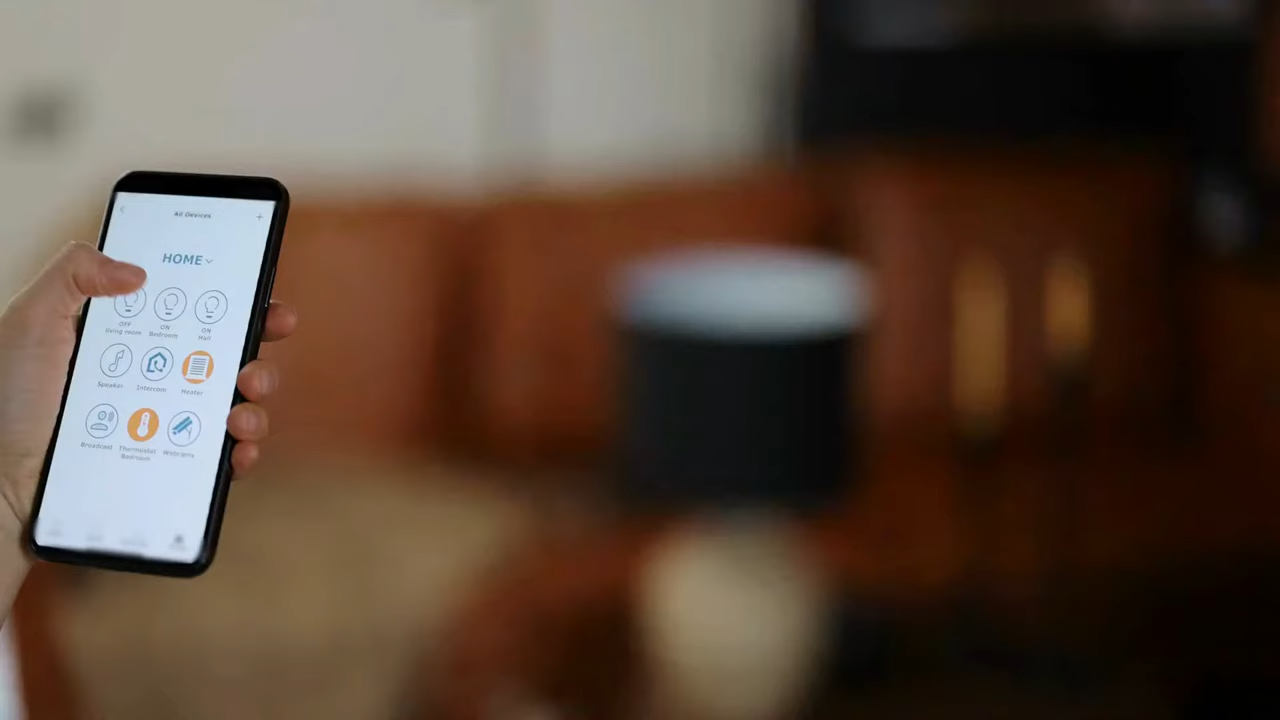 All Devices
HOME
OFF
living room
ON
Bedroom
ON
Hall
Speaker
Intercom
Heater
Broadcast
Thermostat
Bedroom
Webcams